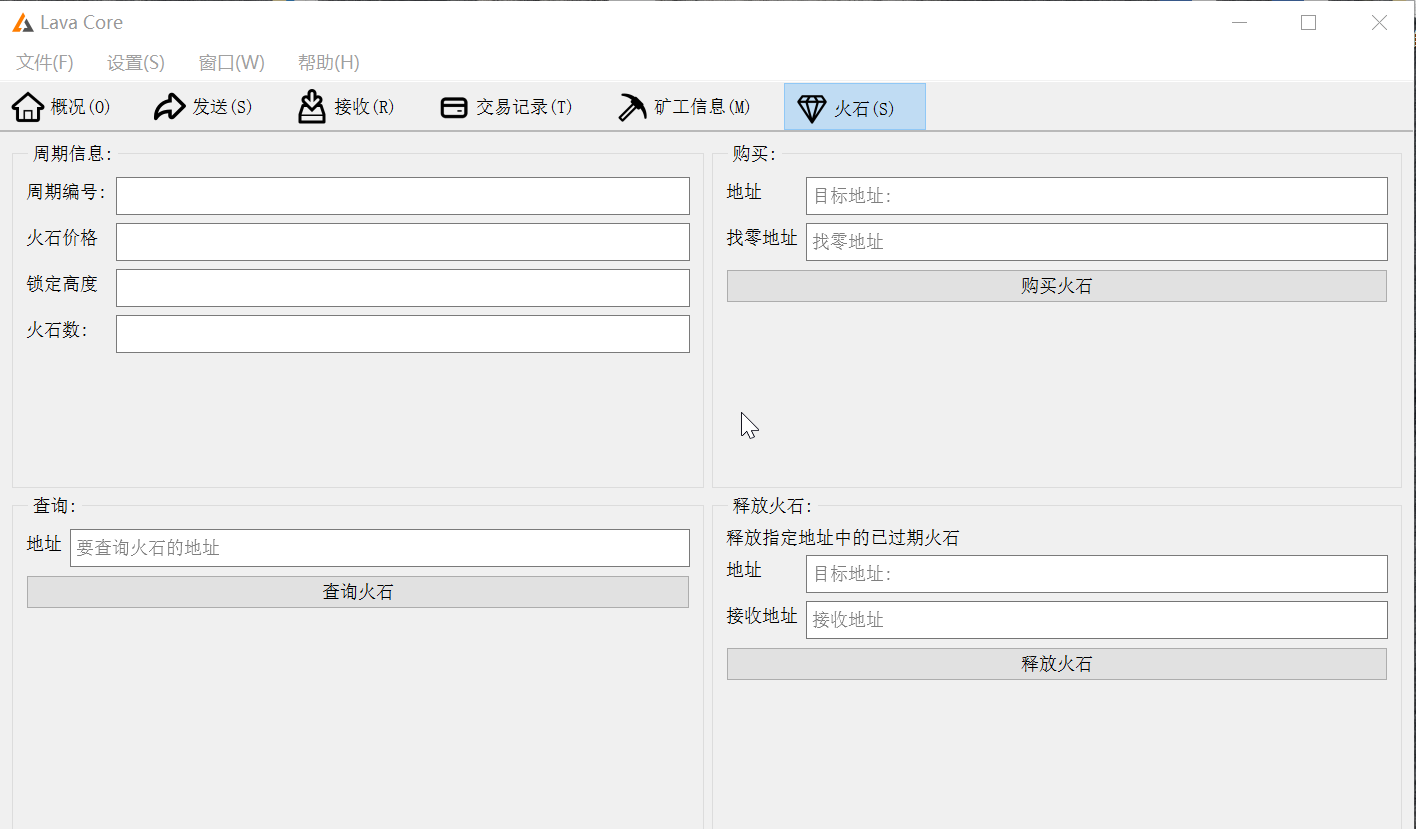 Lava Core
文件(F) 设置(S) 窗口(W) 帮助(H)
概况(O) 发送(S) 接收(R) 交易记录(T) 矿工信息(M) 火石(S)
周期信息:
周期编号:
火石价格
锁定高度
火石数:
购买:
地址 目标地址:
找零地址 找零地址
购买火石
查询:
地址 要查询火石的地址
查询火石
释放火石:
释放指定地址中的已过期火石
地址 目标地址:
接收地址 接收地址
释放火石